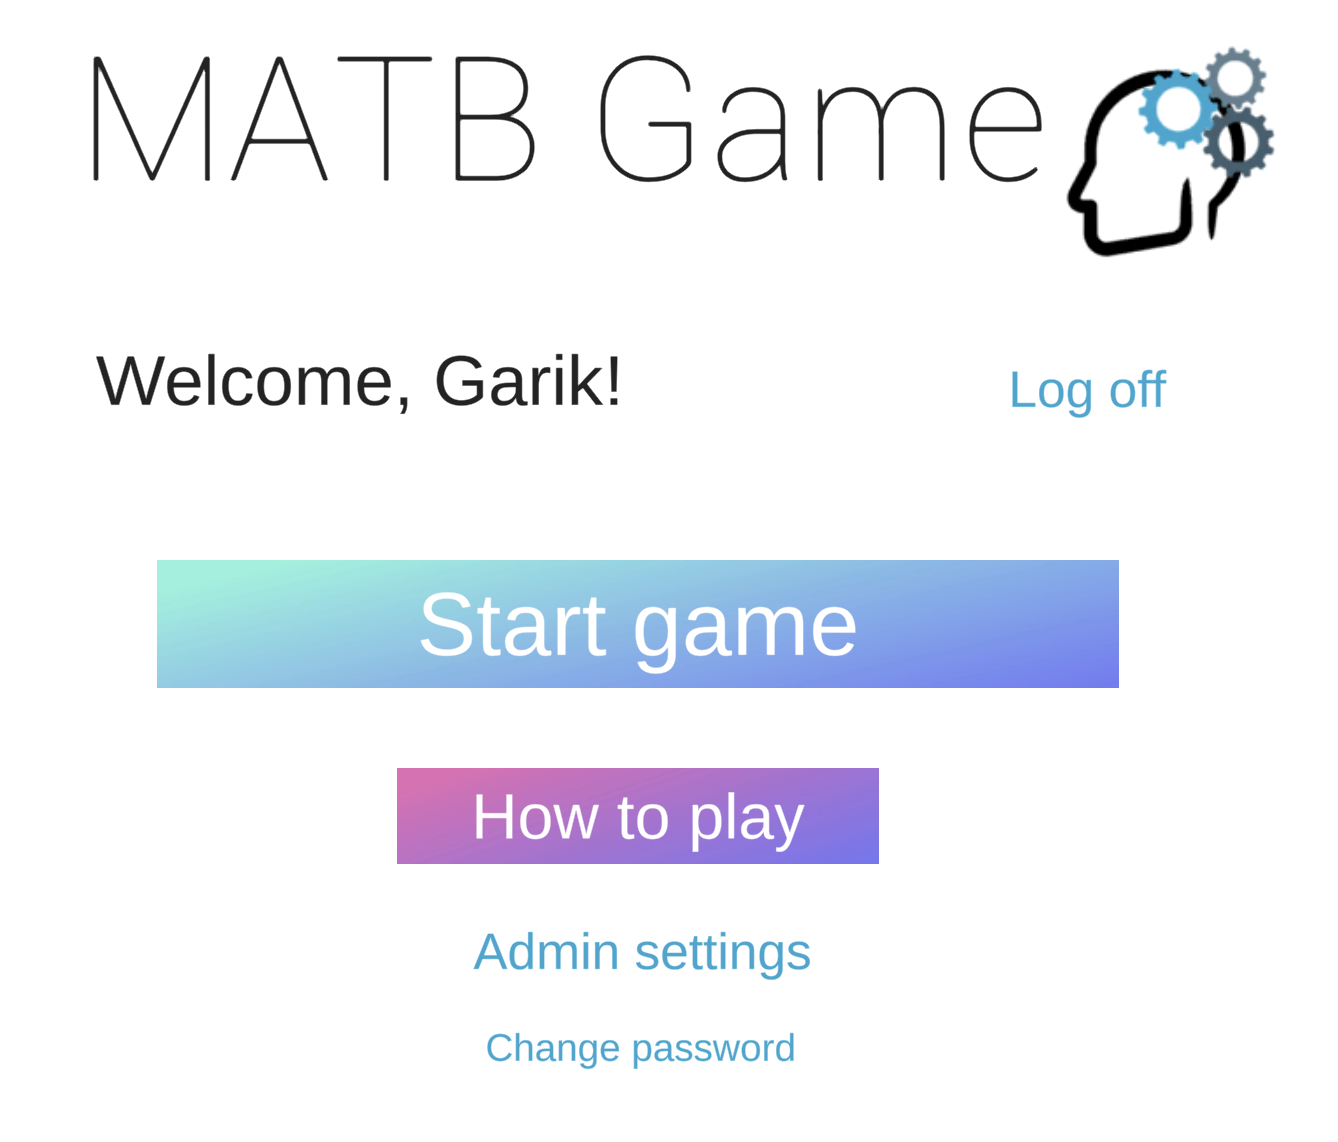 MATB Game
Welcome, Garik!
Log off
Start game
How to play
Admin settings
Change password